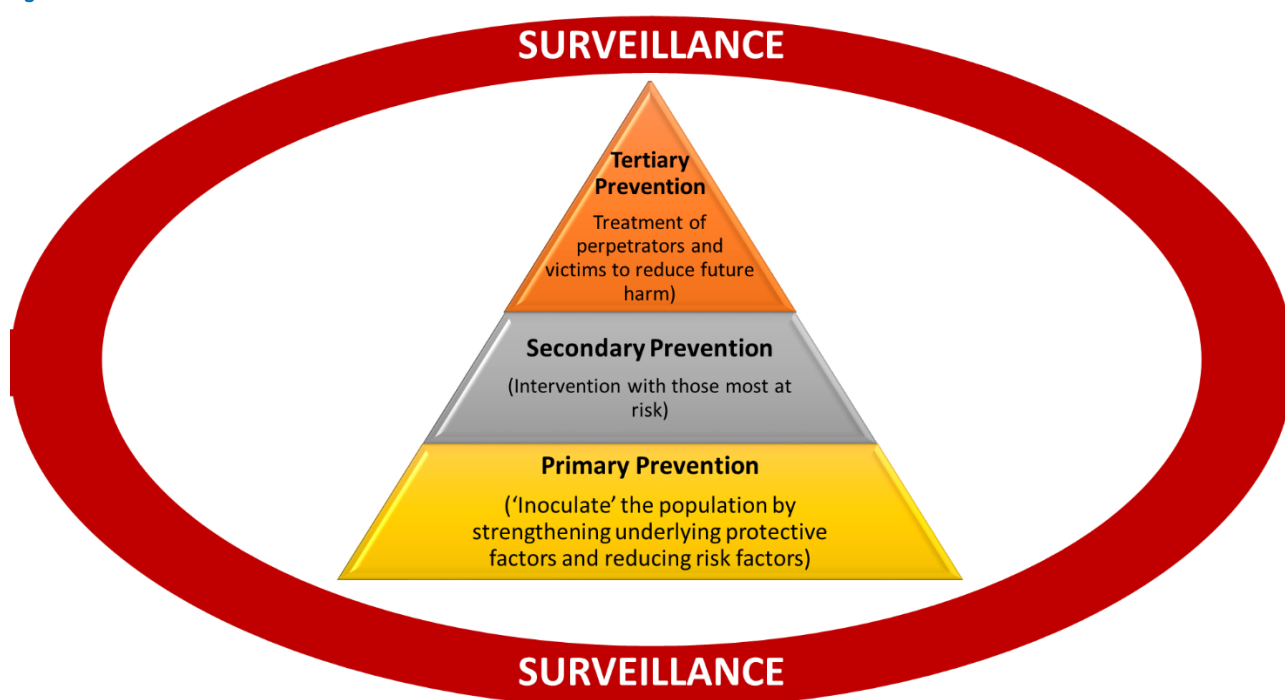 SURVEILLANCE
Tertiary
Prevention
Treatment of
perpetrators and
victims to reduce future
harm)
Secondary Prevention
(Intervention with those most at
risk)
Primary Prevention
(‘Inoculate’ the population by
strengthening underlying protective
factors and reducing risk factors)
SURVEILLANCE